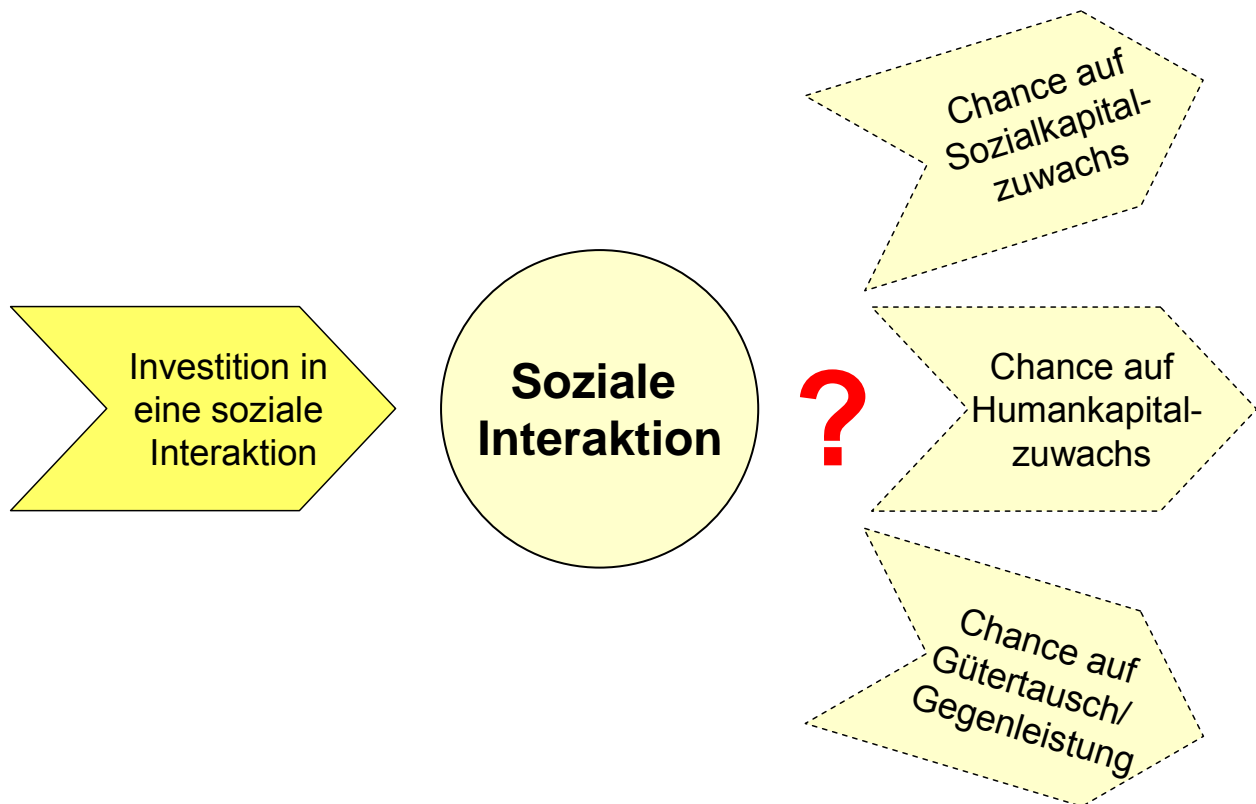 Investition in
eine soziale
Interaktion
Soziale
Interaktion
?
Chance auf
Sozialkapital-
zuwachs
Chance auf
Humankapital-
zuwachs
Chance auf
Gütertausch/
Gegenleistung